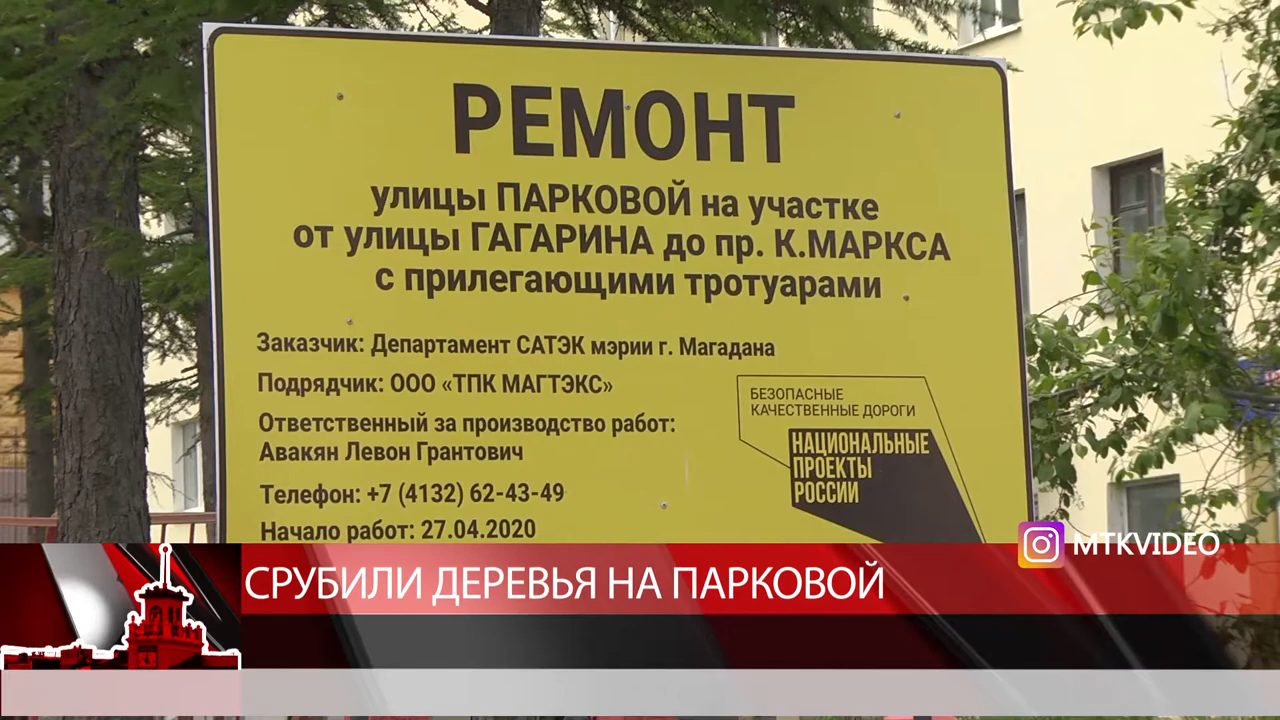 РЕМОНТ
улицы ПАРКОВОЙ на участке
от улицы ГАГАРИНА до пр. К.МАРКСА
с прилегающими тротуарами
Заказчик: Департамент САТЭК мэрии г. Магадана
Подрядчик: ООО «ТПК МАГТЭКС»
Ответственный за производство работ:
Авакян Левон Грантович
Телефон: +7 (4132) 62-43-49
Начало работ: 27.04.2020
БЕЗОПАСНЫЕ
КАЧЕСТВЕННЫЕ ДОРОГИ
НАЦИОНАЛЬНЫЕ
ПРОЕКТЫ
РОССИИ
MTKVIDEO
СРУБИЛИ ДЕРЕВЬЯ НА ПАРКОВОЙ